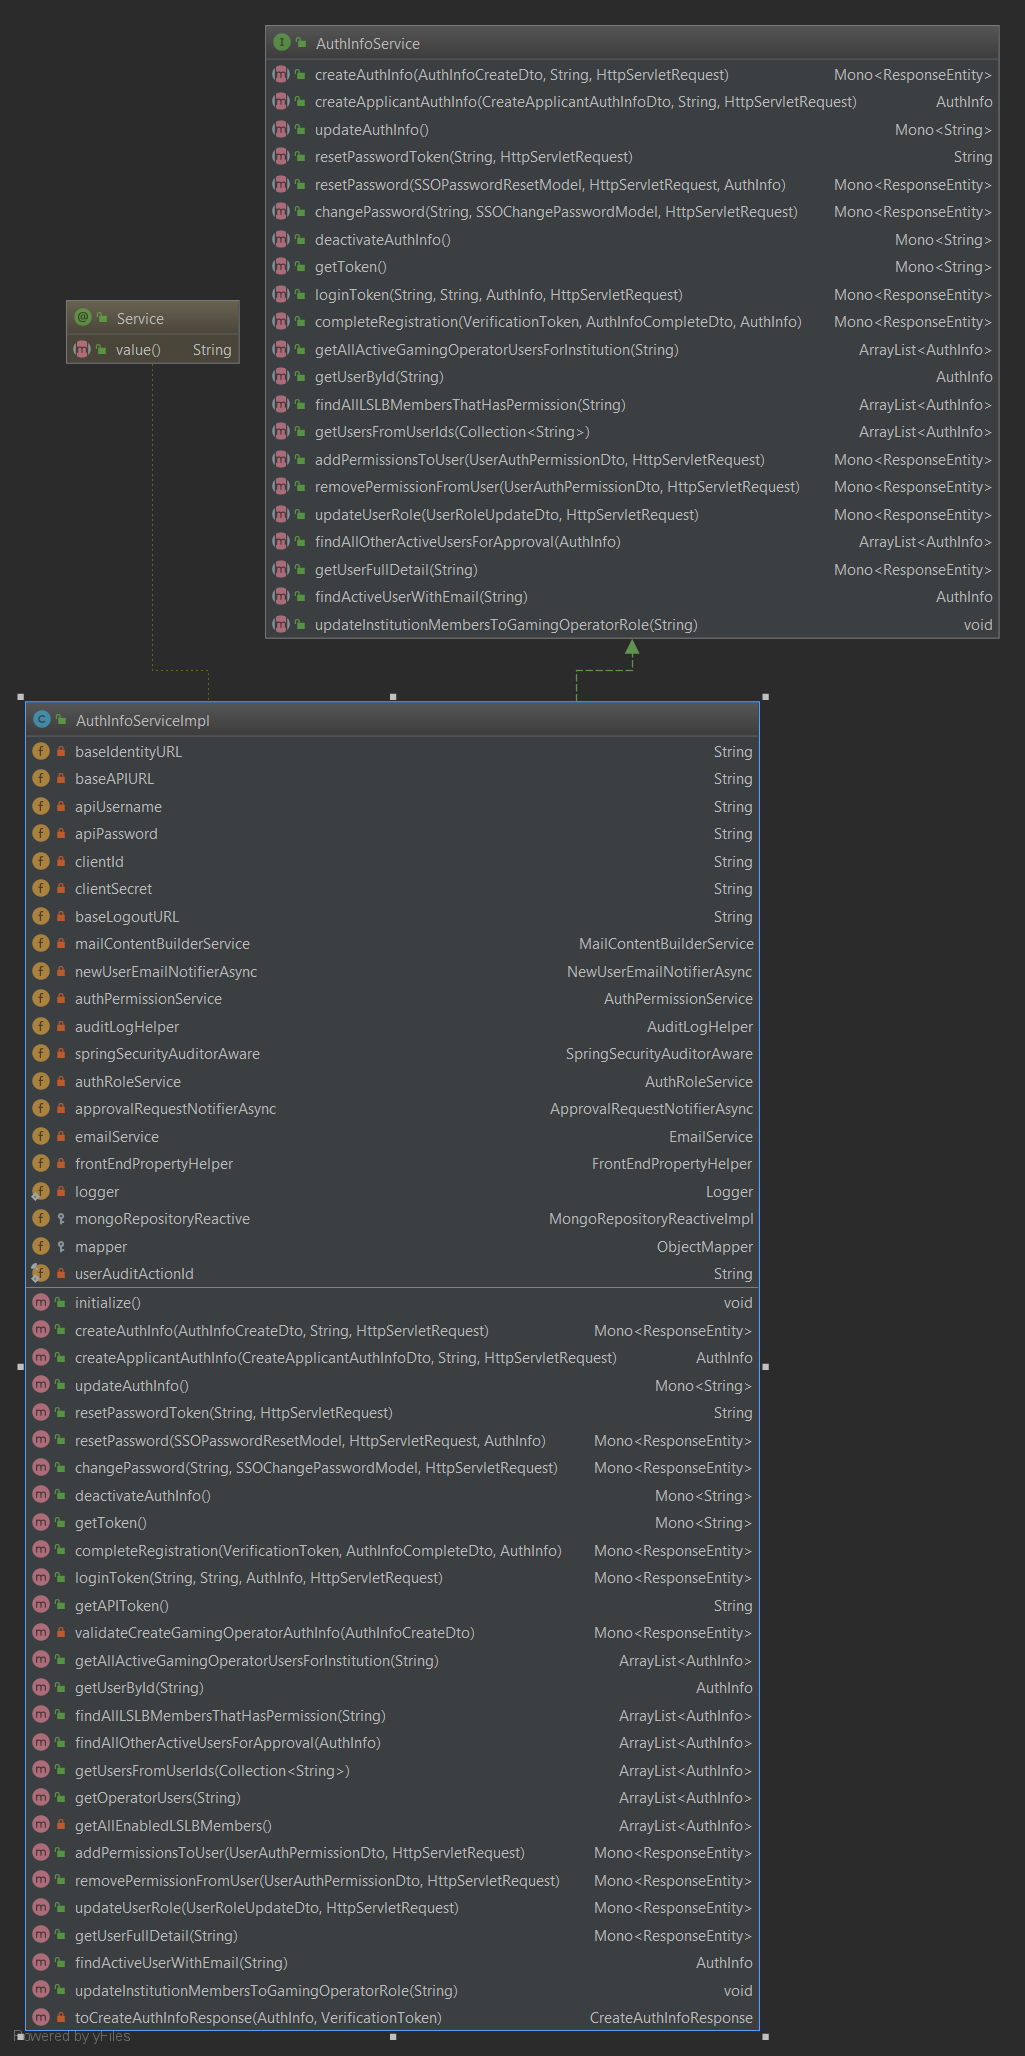 AuthInfoService
createAuthInfo(AuthInfoCreateDto, String, HttpServletRequest) Mono<ResponseEntity>
createApplicantAuthInfo(CreateApplicantAuthInfoDto, String, HttpServletRequest) AuthInfo
updateAuthInfo() Mono<String>
resetPasswordToken(String, HttpServletRequest) String
resetPassword(SSOPasswordResetModel, HttpServletRequest, AuthInfo) Mono<ResponseEntity>
changePassword(String, SSOChangePasswordModel, HttpServletRequest) Mono<ResponseEntity>
deactivateAuthInfo() Mono<String>
getToken() Mono<String>
loginToken(String, String, AuthInfo, HttpServletRequest) Mono<ResponseEntity>
completeRegistration(VerificationToken, AuthInfoCompleteDto, AuthInfo) Mono<ResponseEntity>
getAllActiveGamingOperatorUsersForInstitution(String) ArrayList<AuthInfo>
getUserById(String) AuthInfo
findAllLSLBMembersThatHasPermission(String) ArrayList<AuthInfo>
getUsersFromUserIds(Collection<String>) ArrayList<AuthInfo>
addPermissionsToUser(UserAuthPermissionDto, HttpServletRequest) Mono<ResponseEntity>
removePermissionFromUser(UserAuthPermissionDto, HttpServletRequest) Mono<ResponseEntity>
updateUserRole(UserRoleUpdateDto, HttpServletRequest) Mono<ResponseEntity>
findAllOtherActiveUsersForApproval(AuthInfo) ArrayList<AuthInfo>
getUserFullDetail(String) Mono<ResponseEntity>
findActiveUserWithEmail(String) AuthInfo
updateInstitutionMembersToGamingOperatorRole(String) void
Service
value() String
AuthInfoServiceImpl
baseIdentityURL String
baseAPIURL String
apiUsername String
apiPassword String
clientId String
clientSecret String
baseLogoutURL String
mailContentBuilderService MailContentBuilderService
newUserEmailNotifierAsync NewUserEmailNotifierAsync
authPermissionService AuthPermissionService
auditLogHelper AuditLogHelper
springSecurityAuditorAware SpringSecurityAuditorAware
authRoleService AuthRoleService
approvalRequestNotifierAsync ApprovalRequestNotifierAsync
emailService EmailService
frontEndPropertyHelper FrontEndPropertyHelper
logger Logger
mongoRepositoryReactive MongoRepositoryReactiveImpl
mapper ObjectMapper
userAuditActionId String
initialize() void
createAuthInfo(AuthInfoCreateDto, String, HttpServletRequest) Mono<ResponseEntity>
createApplicantAuthInfo(CreateApplicantAuthInfoDto, String, HttpServletRequest) AuthInfo
updateAuthInfo() Mono<String>
resetPasswordToken(String, HttpServletRequest) String
resetPassword(SSOPasswordResetModel, HttpServletRequest, AuthInfo) Mono<ResponseEntity>
changePassword(String, SSOChangePasswordModel, HttpServletRequest) Mono<ResponseEntity>
deactivateAuthInfo() Mono<String>
getToken() Mono<String>
completeRegistration(VerificationToken, AuthInfoCompleteDto, AuthInfo) Mono<ResponseEntity>
loginToken(String, String, AuthInfo, HttpServletRequest) Mono<ResponseEntity>
getAPIToken() String
validateCreateGamingOperatorAuthInfo(AuthInfoCreateDto) Mono<ResponseEntity>
getAllActiveGamingOperatorUsersForInstitution(String) ArrayList<AuthInfo>
getUserById(String) AuthInfo
findAllLSLBMembersThatHasPermission(String) ArrayList<AuthInfo>
findAllOtherActiveUsersForApproval(AuthInfo) ArrayList<AuthInfo>
getUsersFromUserIds(Collection<String>) ArrayList<AuthInfo>
getOperatorUsers(String) ArrayList<AuthInfo>
getAllEnabledLSLBMembers() ArrayList<AuthInfo>
addPermissionsToUser(UserAuthPermissionDto, HttpServletRequest) Mono<ResponseEntity>
removePermissionFromUser(UserAuthPermissionDto, HttpServletRequest) Mono<ResponseEntity>
updateUserRole(UserRoleUpdateDto, HttpServletRequest) Mono<ResponseEntity>
getUserFullDetail(String) Mono<ResponseEntity>
findActiveUserWithEmail(String) AuthInfo
updateInstitutionMembersToGamingOperatorRole(String) void
toCreateAuthInfoResponse(AuthInfo, VerificationToken) CreateAuthInfoResponse
Powered by yFiles